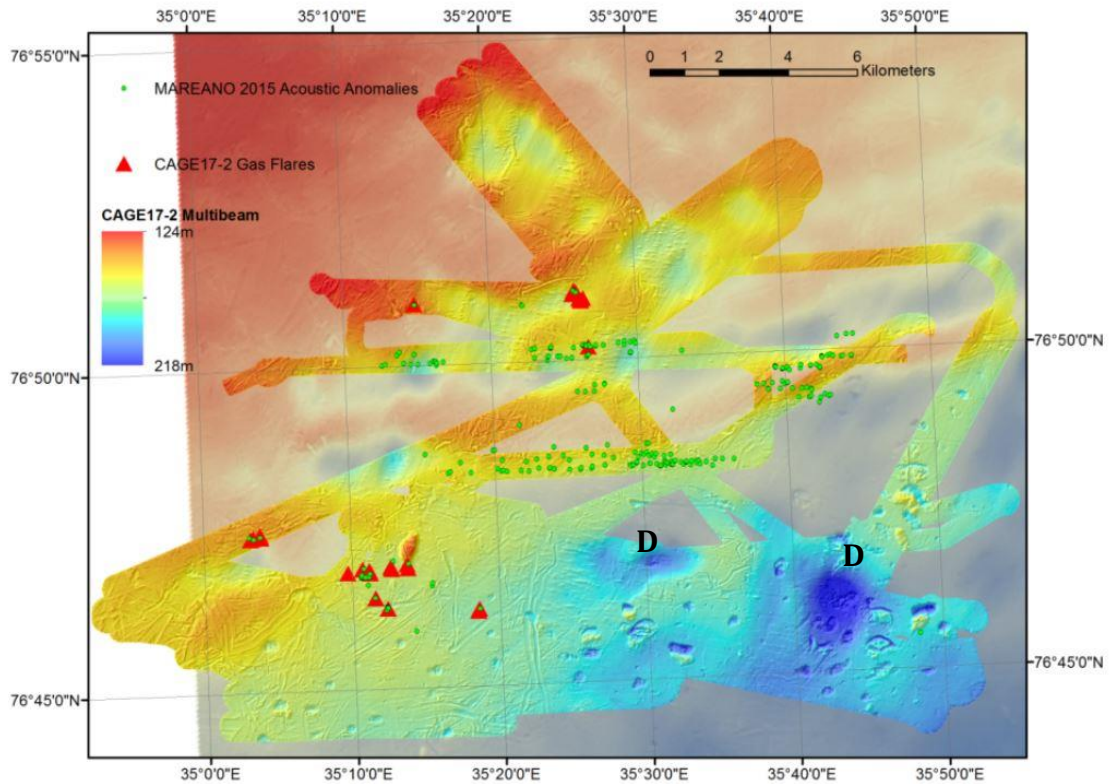 35°0'0"E 35°10'0"E 35°20'0"E 35°30'0"E 35°40'0"E 35°50'0"E
76°55'0"N
0 1 2 4 6
Kilometers
MAREANO 2015 Acoustic Anomalies
CAGE17-2 Gas Flares
CAGE17-2 Multibeam
124m
218m
76°50'0"N
76°50'0"N
D
D
76°45'0"N
76°45'0"N
35°0'0"E 35°10'0"E 35°20'0"E 35°30'0"E 35°40'0"E 35°50'0"E